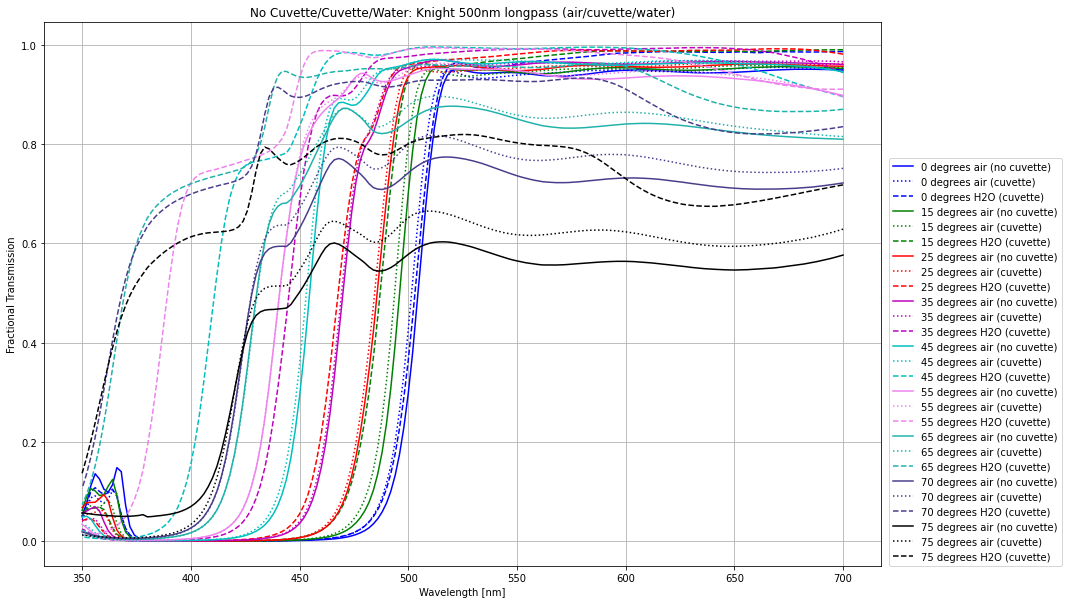 No Cuvette/Cuvette/Water: Knight 500nm longpass (air/cuvette/water)
Fractional Transmission
1.0
0.8
0.6
0.4
0.2
0.0
350
400
450
500
550
600
650
700
Wavelength [nm]
0 degrees air (no cuvette)
0 degrees air (cuvette)
0 degrees H2O (cuvette)
15 degrees air (no cuvette)
15 degrees air (cuvette)
15 degrees H2O (cuvette)
25 degrees air (no cuvette)
25 degrees air (cuvette)
25 degrees H2O (cuvette)
35 degrees air (no cuvette)
35 degrees air (cuvette)
35 degrees H2O (cuvette)
45 degrees air (no cuvette)
45 degrees air (cuvette)
45 degrees H2O (cuvette)
55 degrees air (no cuvette)
55 degrees air (cuvette)
55 degrees H2O (cuvette)
65 degrees air (no cuvette)
65 degrees air (cuvette)
65 degrees H2O (cuvette)
70 degrees air (no cuvette)
70 degrees air (cuvette)
70 degrees H2O (cuvette)
75 degrees air (no cuvette)
75 degrees air (cuvette)
75 degrees H2O (cuvette)